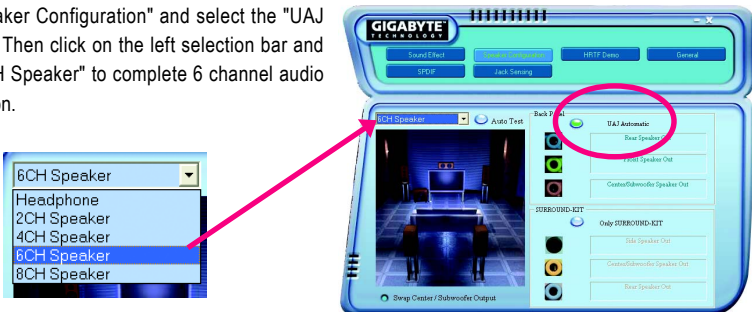 aker Configuration" and select the "UAJ
Then click on the left selection bar and
H Speaker" to complete 6 channel audio
on.
6CH Speaker
Headphone
2CH Speaker
4CH Speaker
6CH Speaker
8CH Speaker
GIGABYTE
TECHNOLOGY
Sound Effect
Speaker Configuration
HRTF Demo
General
SPDIF
Jack Sensing
6CH Speaker
Auto Test
Back Panel
UAJ Automatic
Rear Speaker Out
Front Speaker Out
Center/Subwoofer Speaker Out
SURROUND-KIT
Only SURROUND-KIT
Side Speaker Out
Center/Subwoofer Speaker Out
Rear Speaker Out
Swap Center / Subwoofer Output